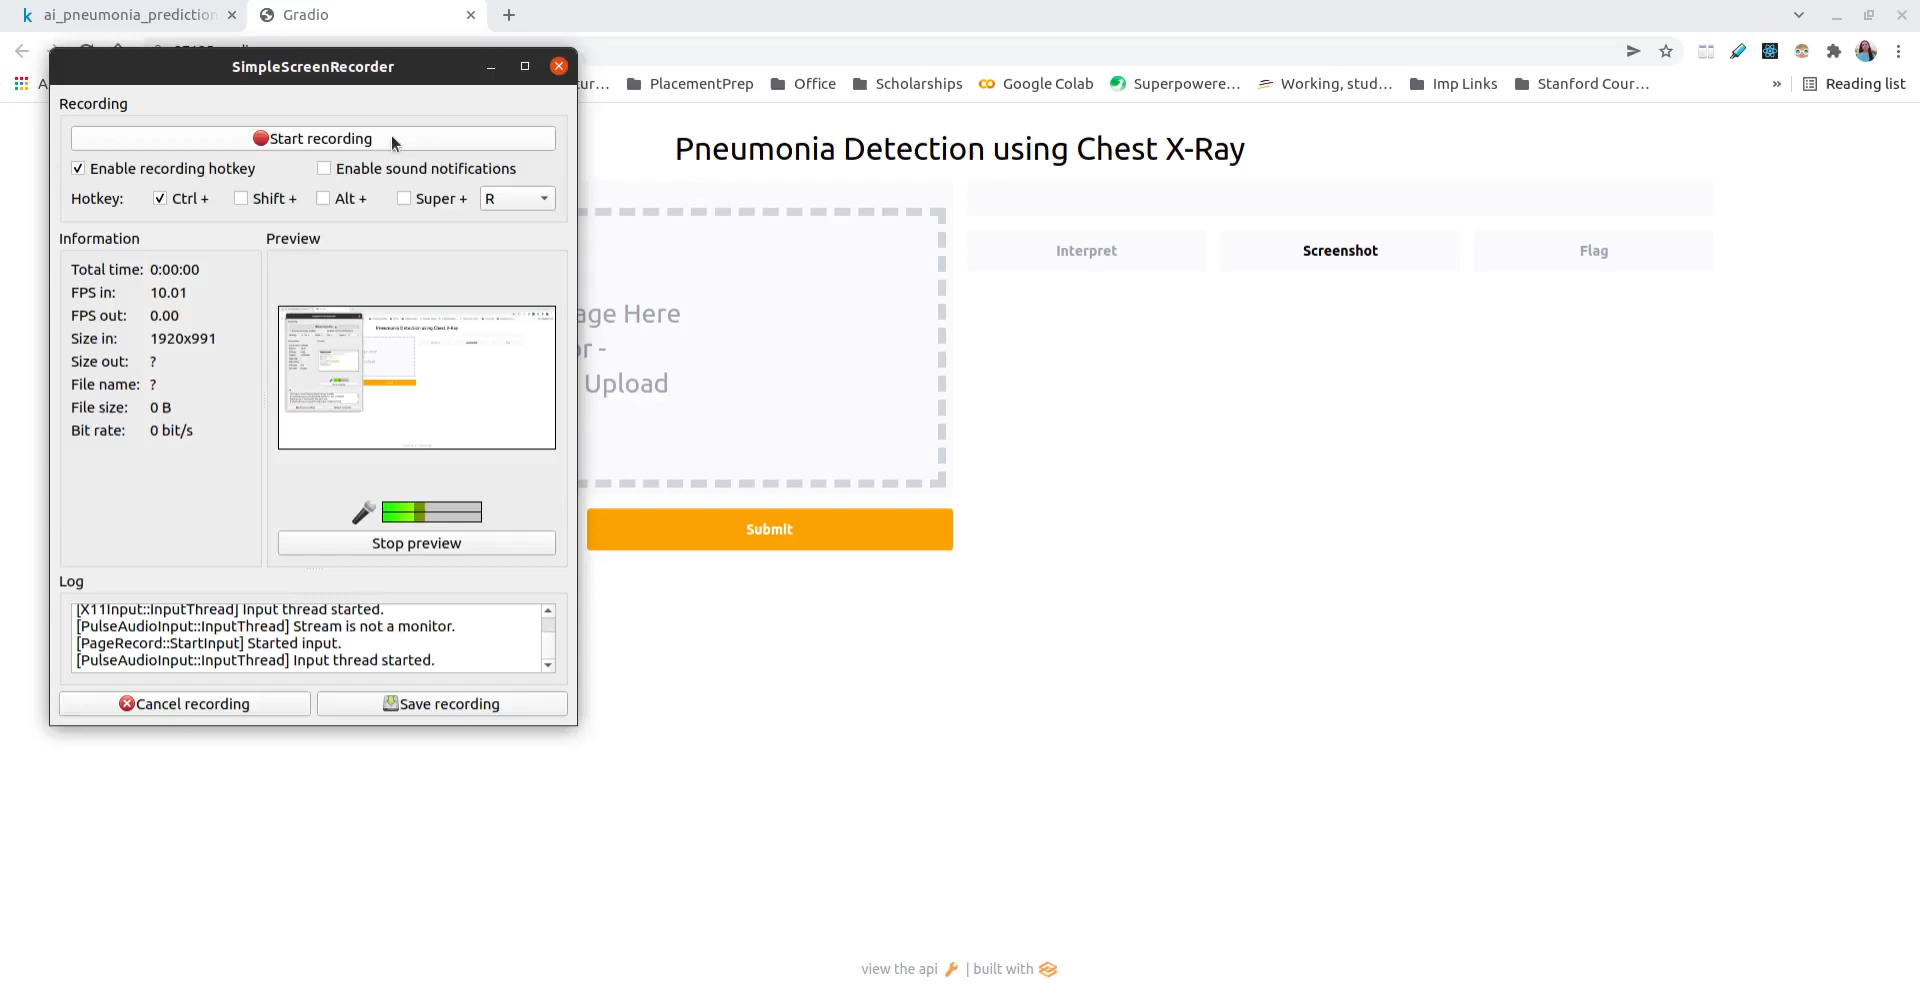 ai_pneumonia_prediction
Gradio
SimpleScreenRecorder
PlacementPrep
Office
Scholarships
Google Colab
Superpowere...
Working, stud...
Imp Links
Stanford Cour...
»
Reading list
Recording
Start recording
Enable recording hotkey
Enable sound notifications
Hotkey:
Ctrl +
Shift +
Alt +
Super +
R
Information
Total time: 0:00:00
FPS in: 10.01
FPS out: 0.00
Size in: 1920x991
Size out: ?
File name: ?
File size: 0 B
Bit rate: 0 bit/s
Preview
Stop preview
Log
[X11Input::InputThread] Input thread started.
[PulseAudioInput::InputThread] Stream is not a monitor.
[PageRecord::StartInput] Started input.
[PulseAudioInput::InputThread] Input thread started.
Cancel recording
Save recording
Pneumonia Detection using Chest X-Ray
age Here
or -
Upload
Submit
Interpret
Screenshot
Flag
view the api | built with